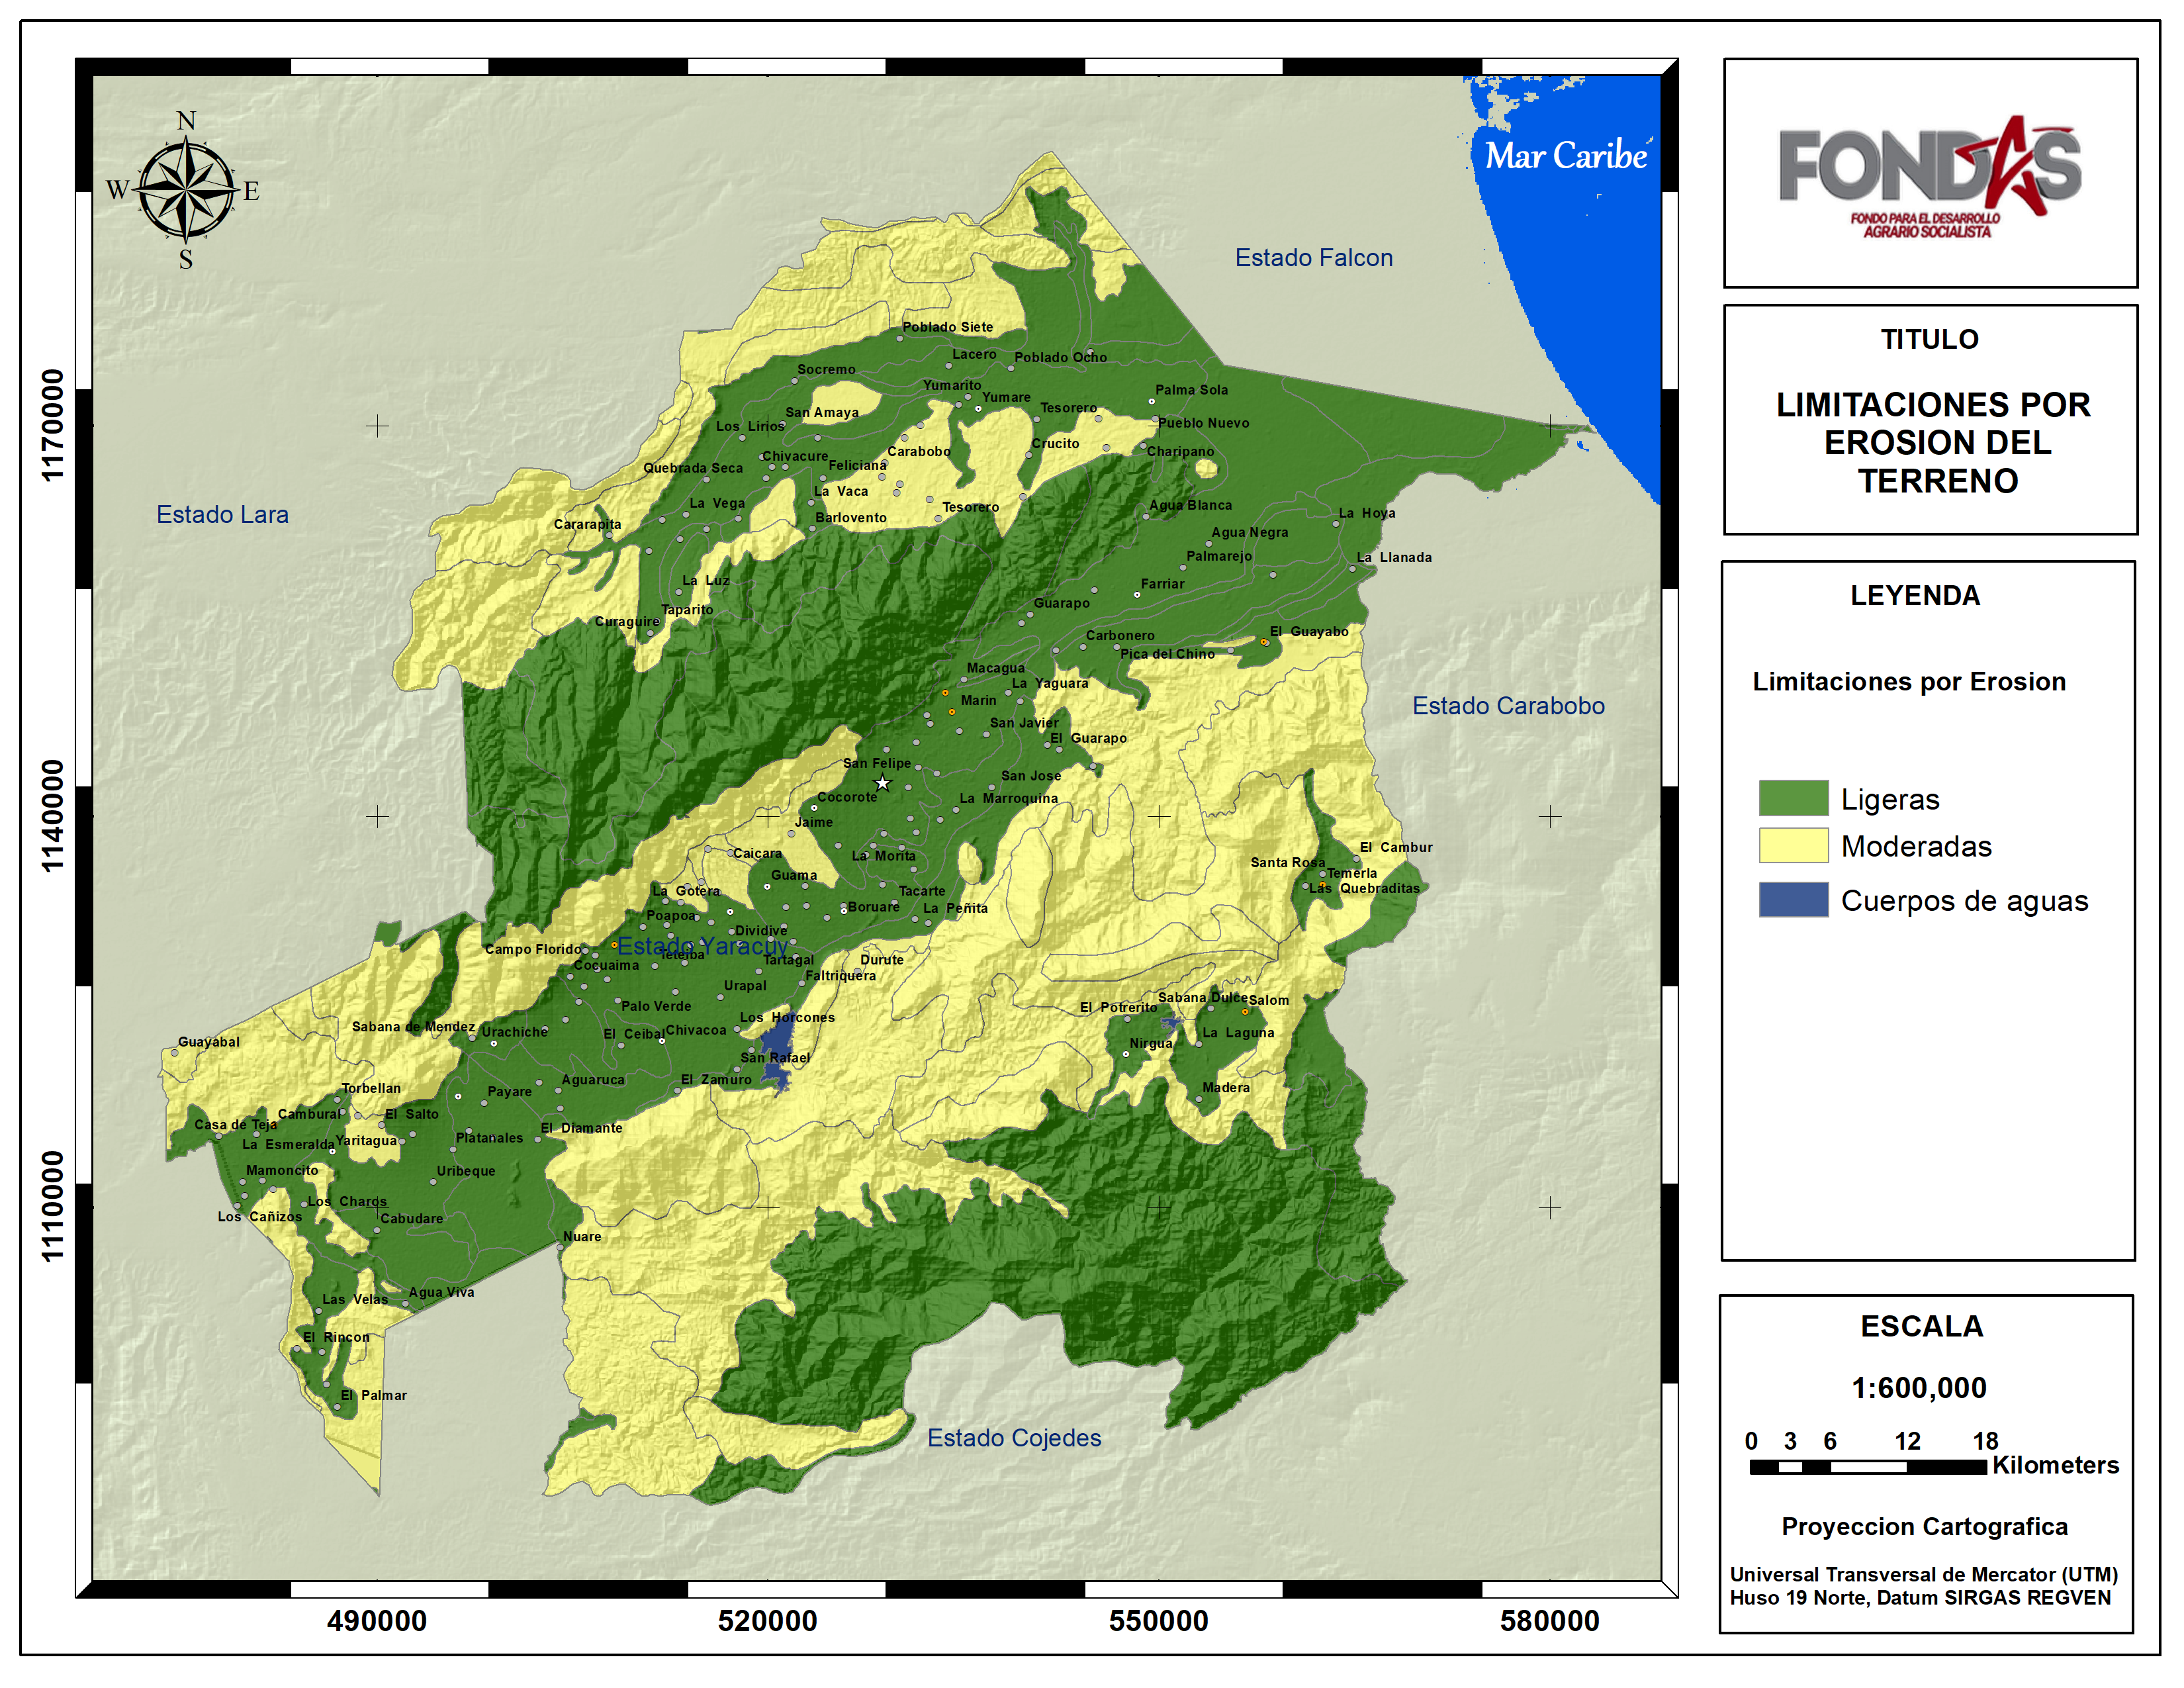 N
W
E
S
Mar Caribe
Estado Falcon
Estado Lara
Estado Carabobo
Estado Yaracuy
Estado Cojedes
Poblado Siete
Lacero
Poblado Ocho
Socremo
Yumarito
Yumare
Palma Sola
San Amaya
Tesorero
Los Lirios
Pueblo Nuevo
Crucito
Carabobo
Charipano
Chivacure
Feliciana
Quebrada Seca
La Vaca
La Vega
Tesorero
Agua Blanca
Barlovento
La Hoya
Cararapita
Agua Negra
Palmarejo
La Llanada
La Luz
Farriar
Taparito
Guarapo
Curaguire
Carbonero
El Guayabo
Pica del Chino
Macagua
La Yaguara
Marin
San Javier
El Guarapo
San Felipe
San Jose
Cocorote
La Marroquina
Jaime
Caicara
La Morita
El Cambur
Santa Rosa
Temerla
Las Quebraditas
Guama
La Gotera
Tacarte
Boruare
La Peñita
Poapoa
Dividive
Campo Florido
Teteiba
Tartagal
Durute
Cocuaima
Faltriquera
Urapal
Palo Verde
El Potrerito
Sabana Dulce
Salom
Los Horcones
Sabana de Mendez
Urachiche
El Ceibal
Chivacoa
La Laguna
Guayabal
Nirgua
San Rafael
El Zamuro
Aguaruca
Payare
Torbellan
Madera
Cambural
El Salto
Casa de Teja
La Esmeralda
Yaritagua
Platanales
El Diamante
Mamoncito
Uribeque
Los Charos
Los Cañizos
Cabudare
Nuare
Las Velas
Agua Viva
El Rincon
El Palmar
1170000
1140000
1110000
490000
520000
550000
580000
FONDAS
FONDO PARA EL DESARROLLO
AGRARIO SOCIALISTA
TITULO
LIMITACIONES POR
EROSION DEL
TERRENO
LEYENDA
Limitaciones por Erosion
Ligeras
Moderadas
Cuerpos de aguas
ESCALA
1:600,000
0 3 6 12 18
Kilometers
Proyeccion Cartografica
Universal Transversal de Mercator (UTM)
Huso 19 Norte, Datum SIRGAS REGVEN